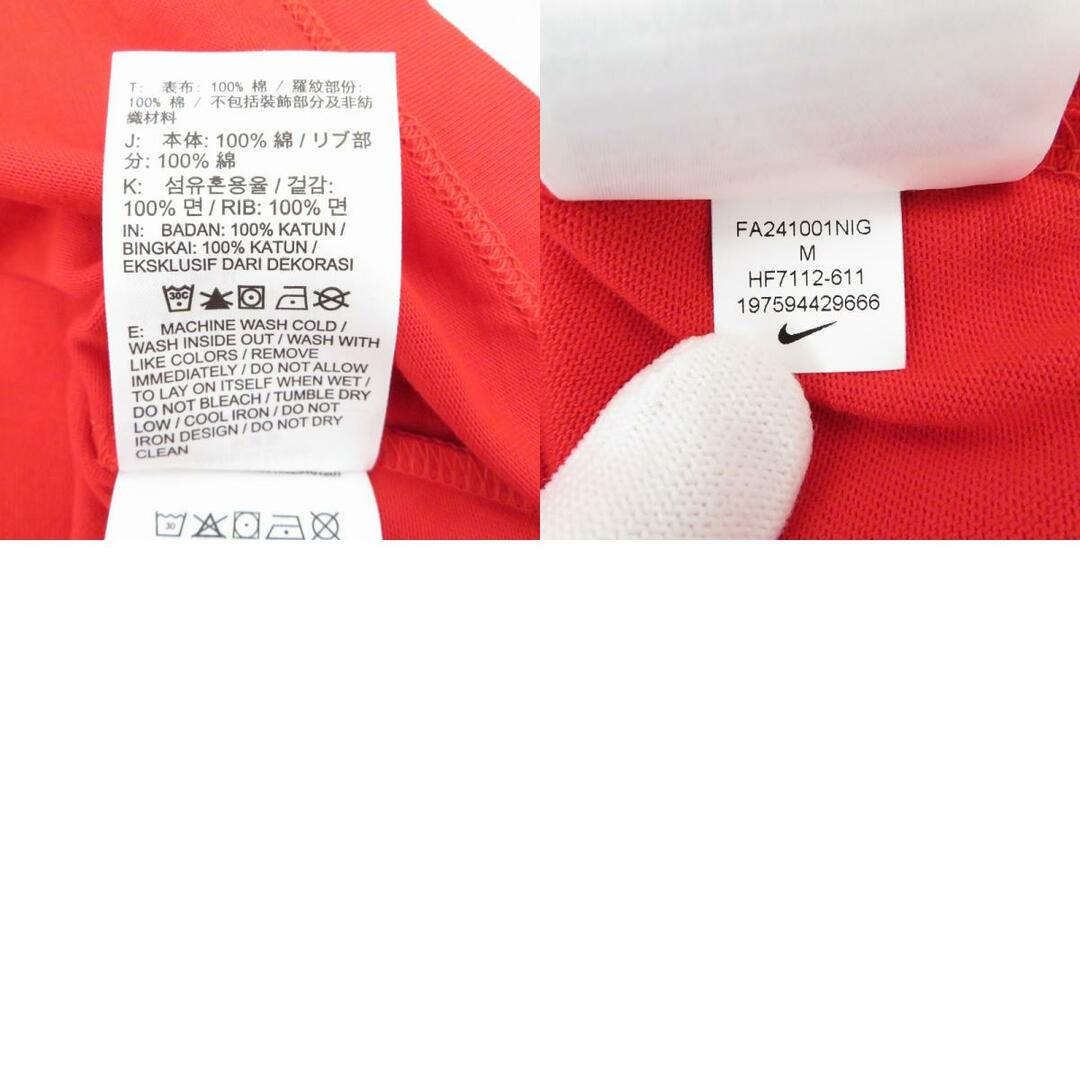 T: 表布: 100% 棉 / 羅紋部份:
100% 棉 / 不包括裝飾部分及非紡
織材料
J: 本体: 100% 綿 / リブ部
分: 100% 綿
K: 섬유혼용율 / 겉감:
100% 면 / RIB: 100% 면
IN: BADAN: 100% KATUN /
BINGKAI: 100% KATUN /
EKSKLUSIF DARI DEKORASI
30C
E: MACHINE WASH COLD /
WASH INSIDE OUT / WASH WITH
LIKE COLORS / REMOVE
IMMEDIATELY / DO NOT ALLOW
TO LAY ON ITSELF WHEN WET /
DO NOT BLEACH / TUMBLE DRY
LOW / COOL IRON / DO NOT
IRON DESIGN / DO NOT DRY
CLEAN
30
FA241001NIG
M
HF7112-611
197594429666